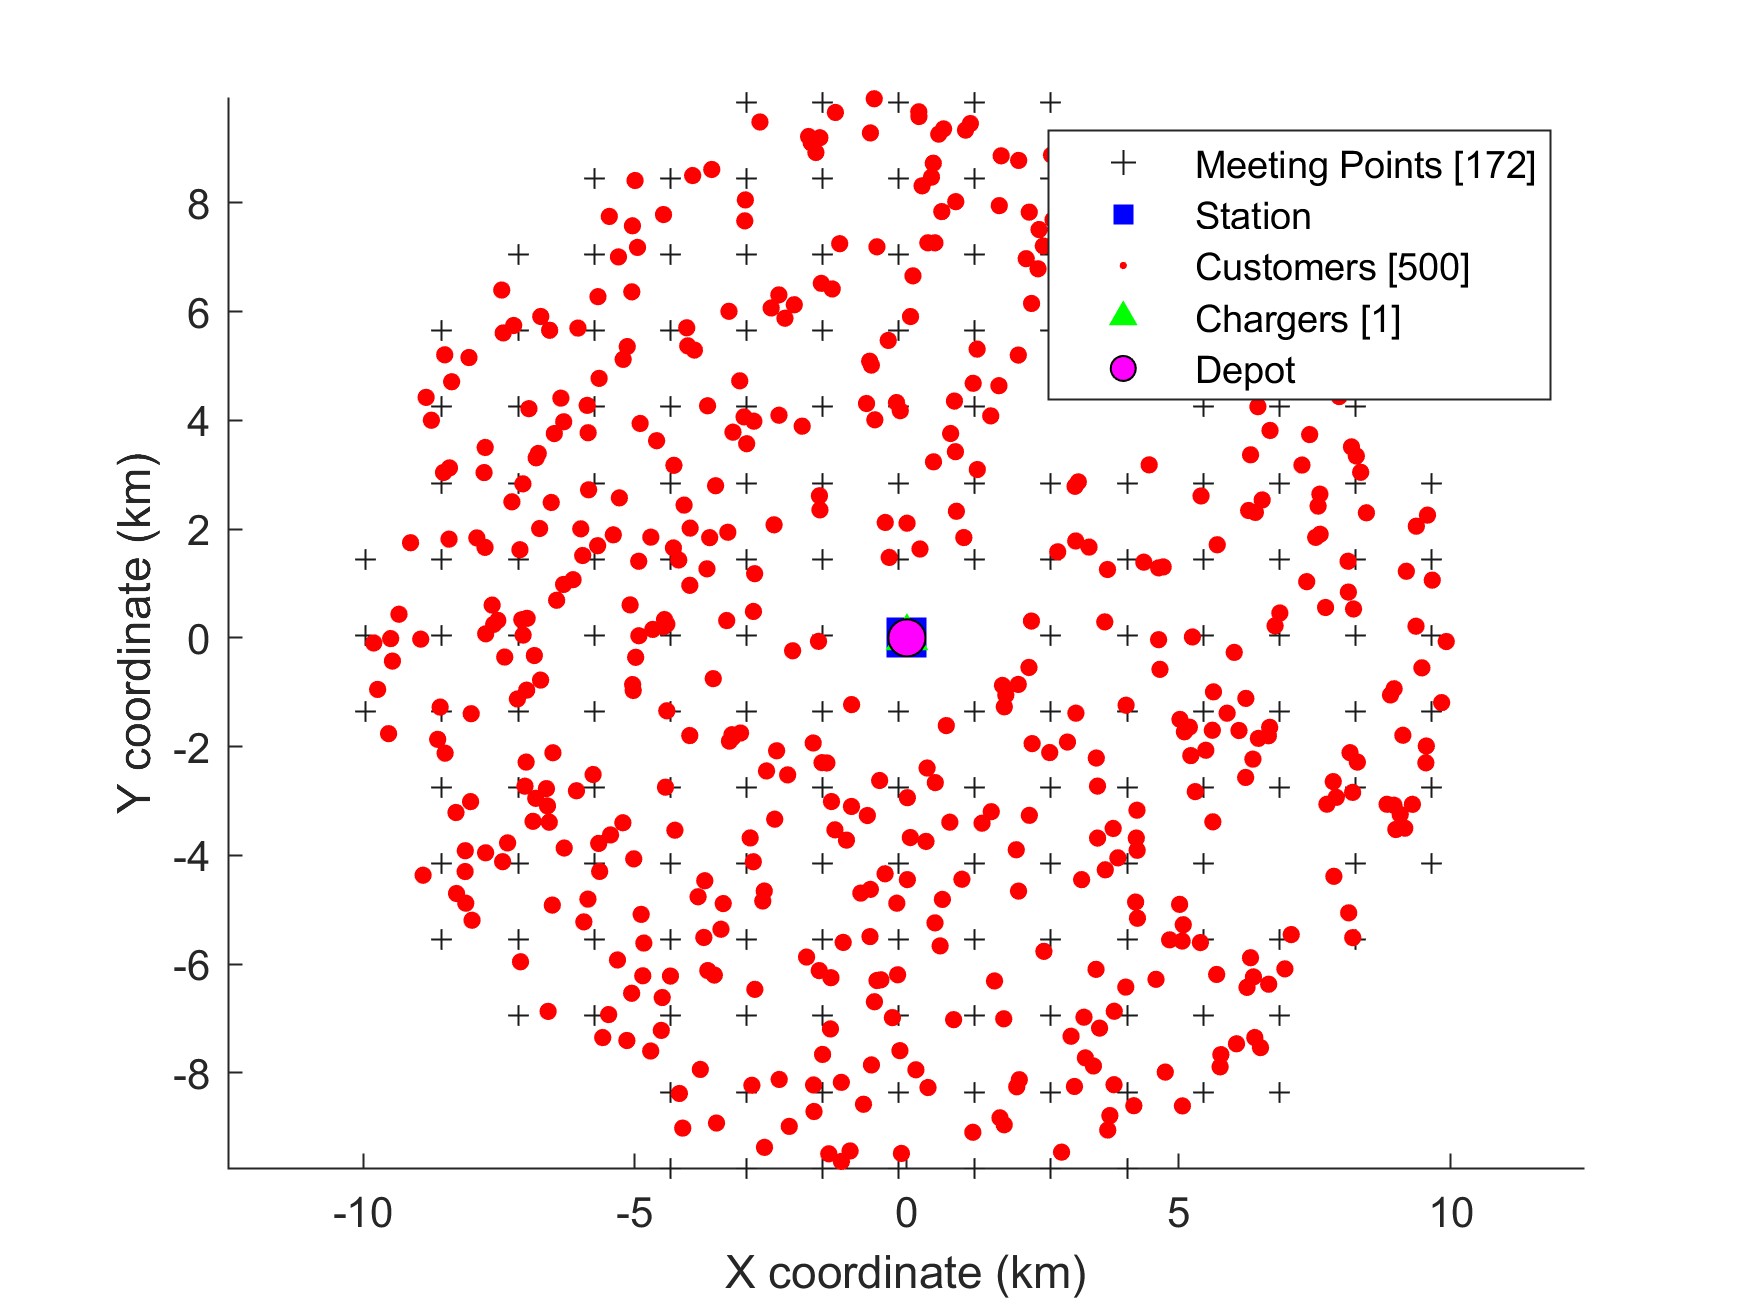 Meeting Points [172]
Station
Customers [500]
Chargers [1]
Depot
8
6
4
2
0
-2
-4
-6
-8
Y coordinate (km)
-10 -5 0 5 10
X coordinate (km)